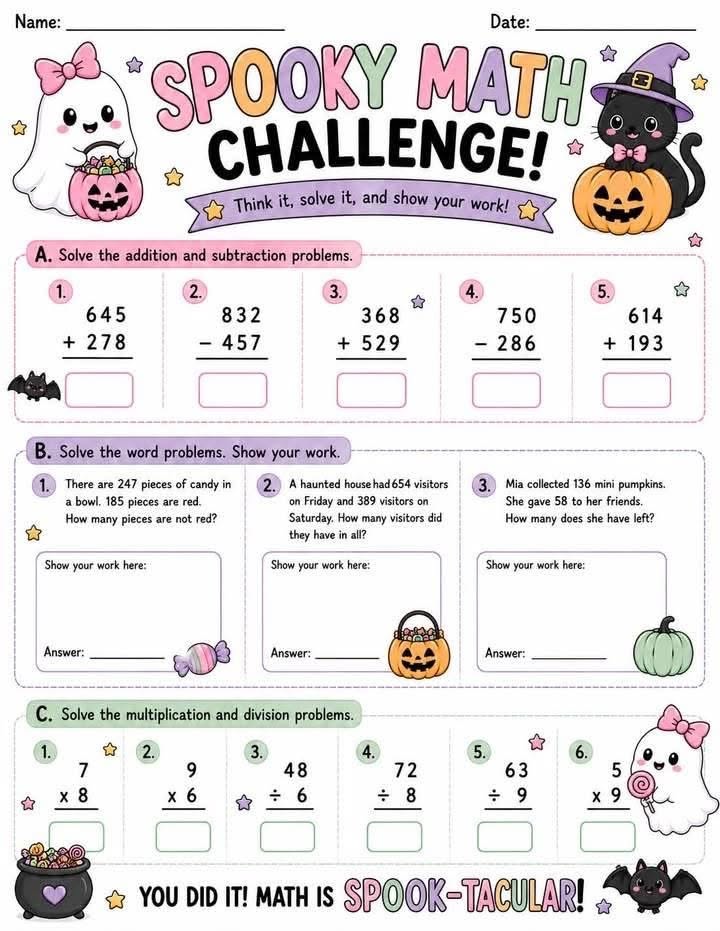 Name: Date:
SPOOKY MATH
CHALLENGE!
Think it, solve it, and show your work!
A. Solve the addition and subtraction problems.
1. 2. 3. 4. 5.
645 832 368 750 614
+ 278 − 457 + 529 − 286 + 193
B. Solve the word problems. Show your work.
1. There are 247 pieces of candy in
a bowl. 185 pieces are red.
How many pieces are not red?
Show your work here:
Answer:
2. A haunted house had 654 visitors
on Friday and 389 visitors on
Saturday. How many visitors did
they have in all?
Show your work here:
Answer:
3. Mia collected 136 mini pumpkins.
She gave 58 to her friends.
How many does she have left?
Show your work here:
Answer:
C. Solve the multiplication and division problems.
1. 2. 3. 4. 5. 6.
7 9 48 72 63 5
x 8 x 6 ÷ 6 ÷ 8 ÷ 9 x 9
YOU DID IT! MATH IS SPOOK-TACULAR!